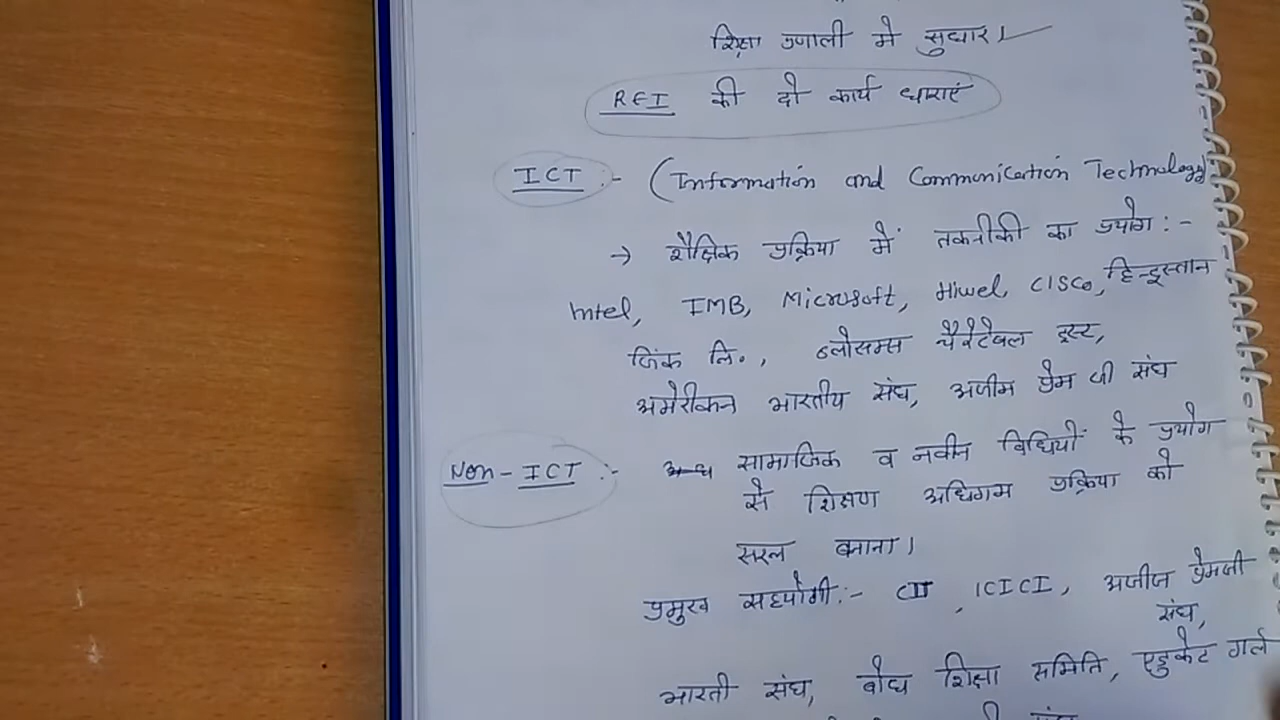 शिक्षा प्रणाली मे सुधार।
REI की दो कार्य धाराएं
ICT :- (Information and Communication Technology)
→ शैक्षिक प्रक्रिया में तकनीकी का प्रयोग :-
Intel, IMB, Microsoft, Hiwel, CISCO, हिन्दूस्तान
जिंक लि॰, ब्लोसम्स चैरेटेबल ट्रस्ट,
अमेरीकन भारतीय संघ, अजीम प्रेम जी संघ
Non-ICT :- सामाजिक व नवीन विधियों के प्रयोग
से शिक्षण अधिगम प्रक्रिया को
सरल बनाना।
प्रमुख सहयोगी :- CII, ICICI, अजीज प्रेमजी
संघ,
भारती संघ, बोध शिक्षा समिति, एडुकेट गर्ल